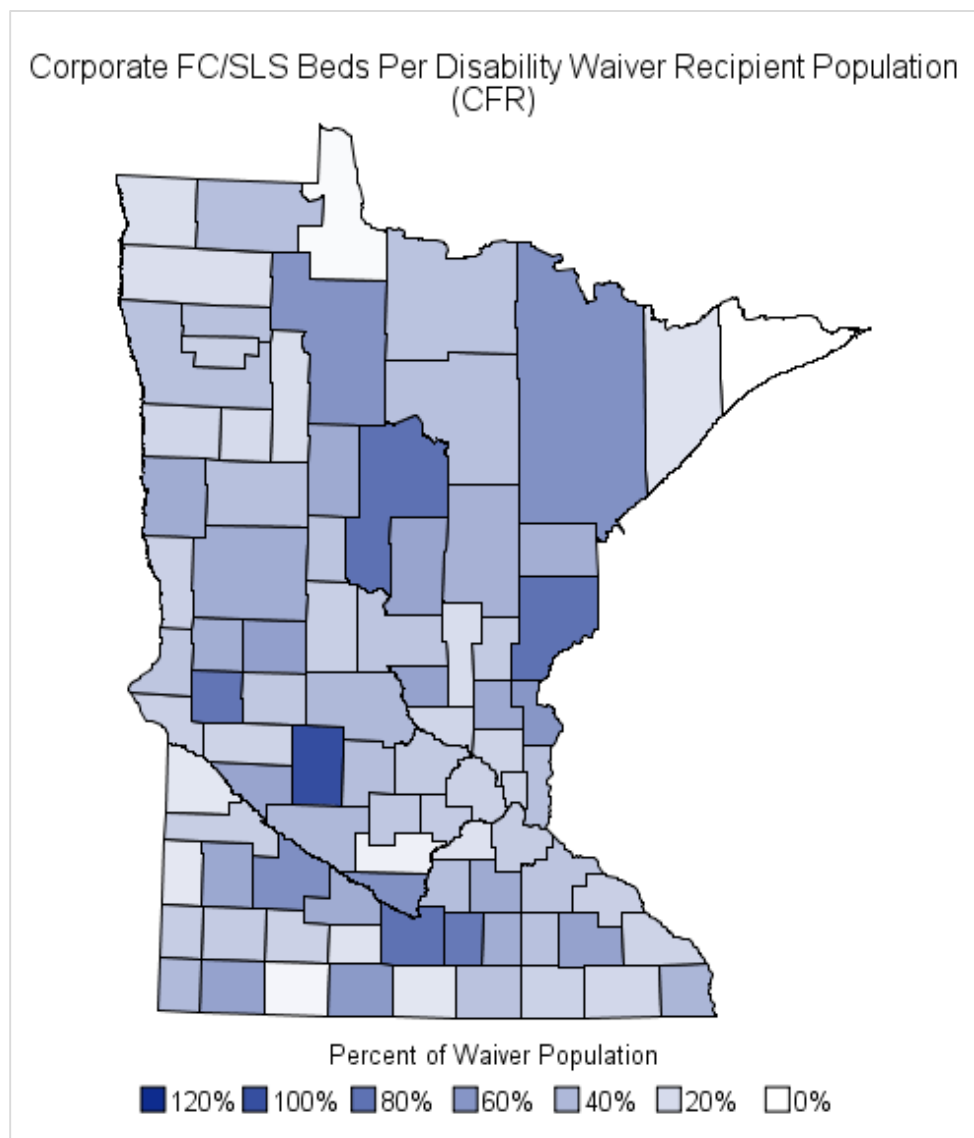 Corporate FC/SLS Beds Per Disability Waiver Recipient Population
(CFR)
Percent of Waiver Population
120% 100% 80% 60% 40% 20% 0%